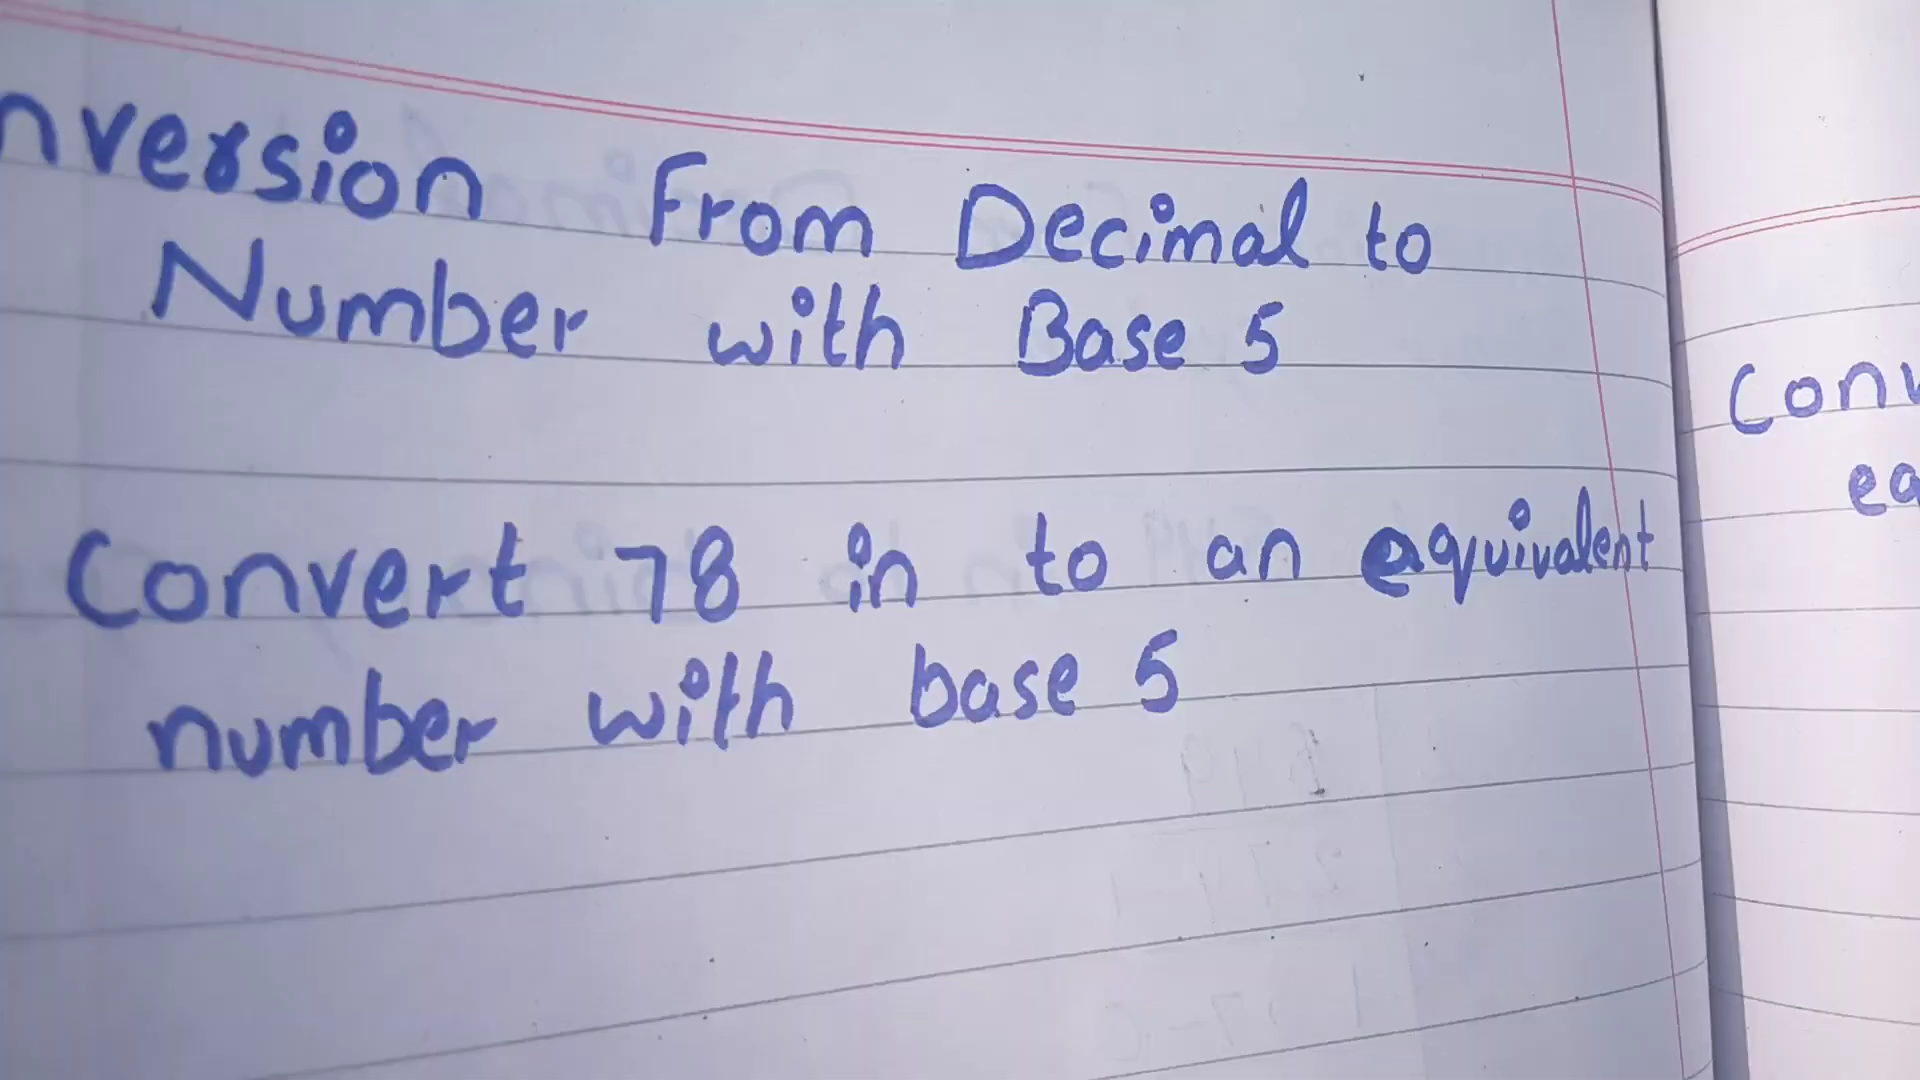 nversion From Decimal to
Number with Base 5
Convert 78 in to an equivalent
number with base 5
Conv
ea